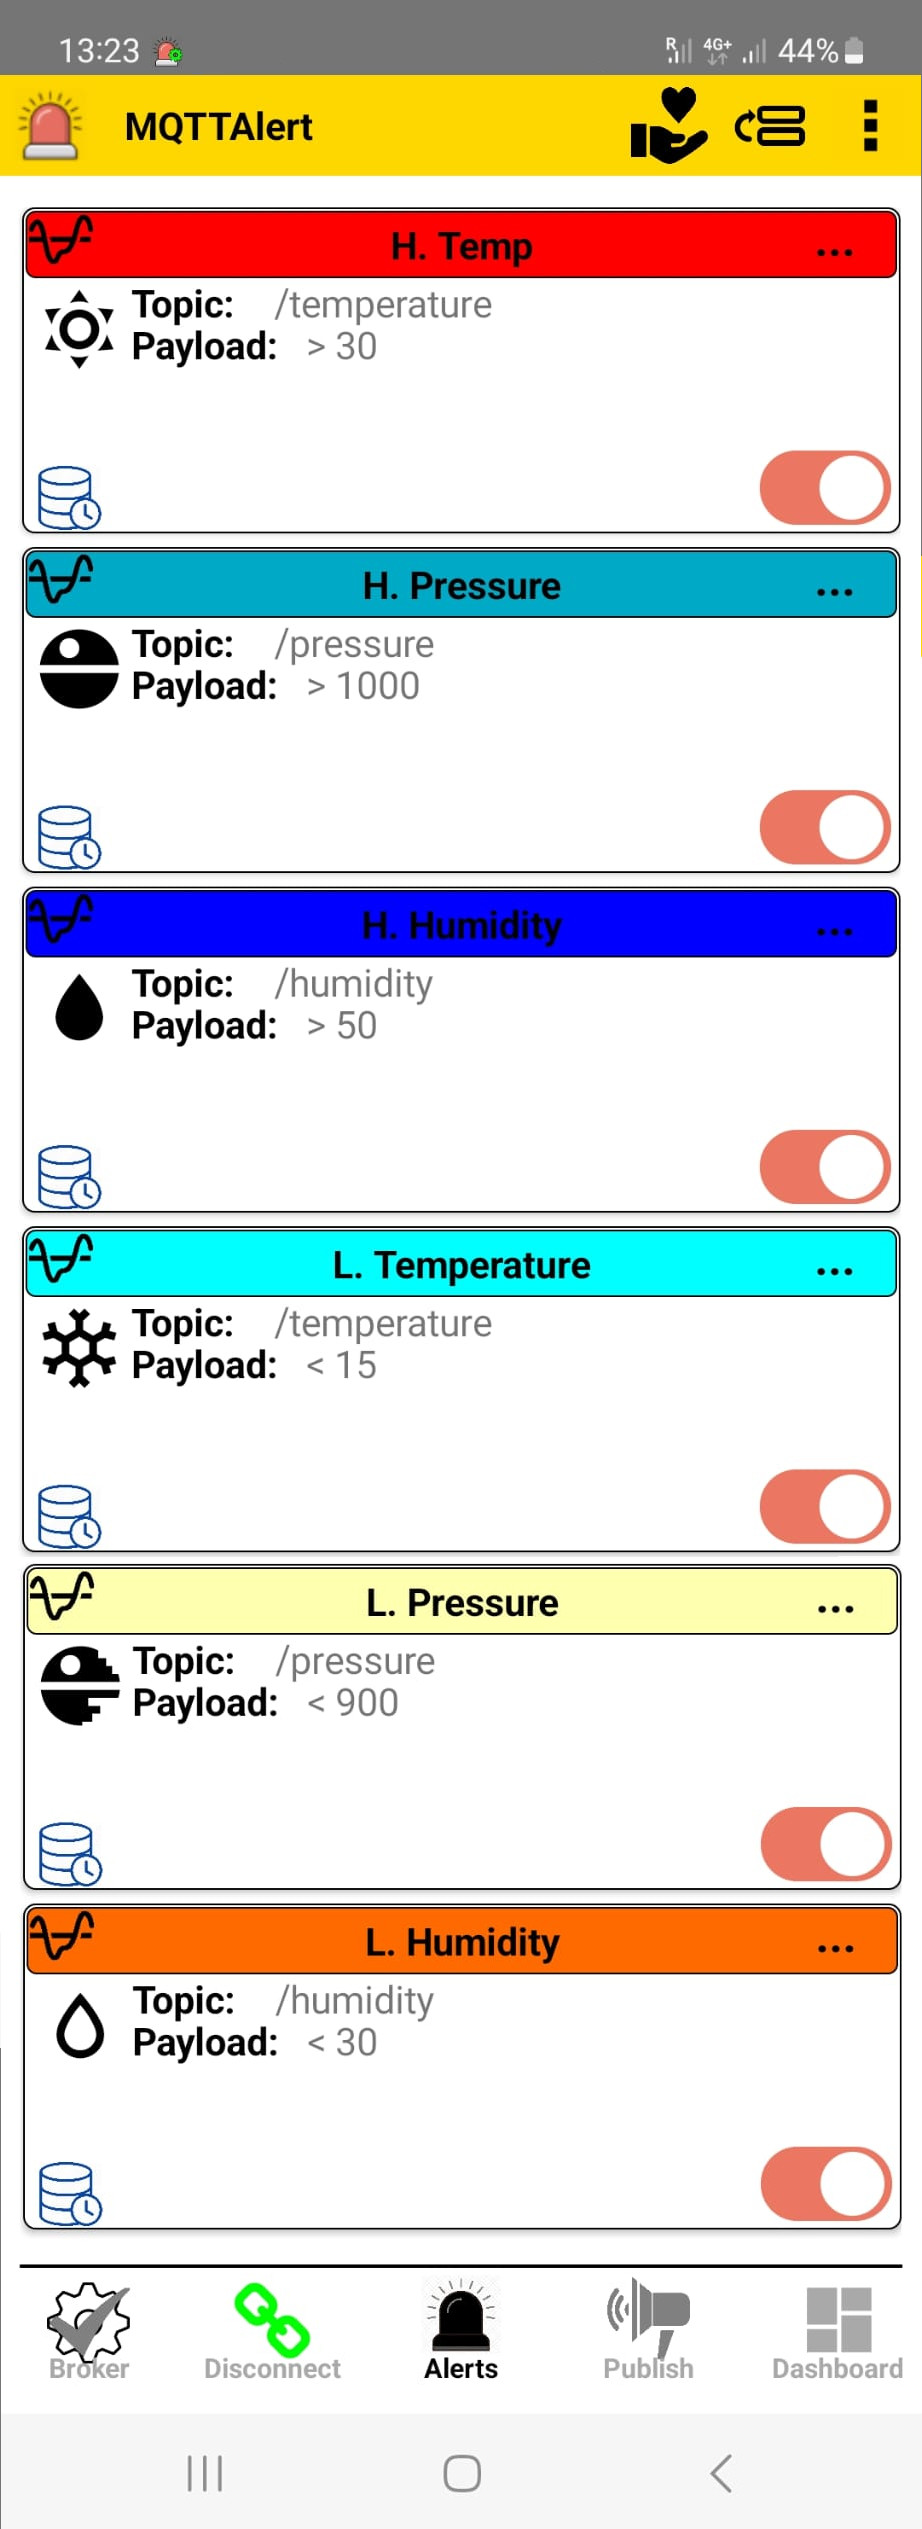 13:23
R 4G+ 44%
MQTTAlert
H. Temp ...
Topic: /temperature
Payload: > 30
H. Pressure ...
Topic: /pressure
Payload: > 1000
H. Humidity ...
Topic: /humidity
Payload: > 50
L. Temperature ...
Topic: /temperature
Payload: < 15
L. Pressure ...
Topic: /pressure
Payload: < 900
L. Humidity ...
Topic: /humidity
Payload: < 30
Broker Disconnect Alerts Publish Dashboard